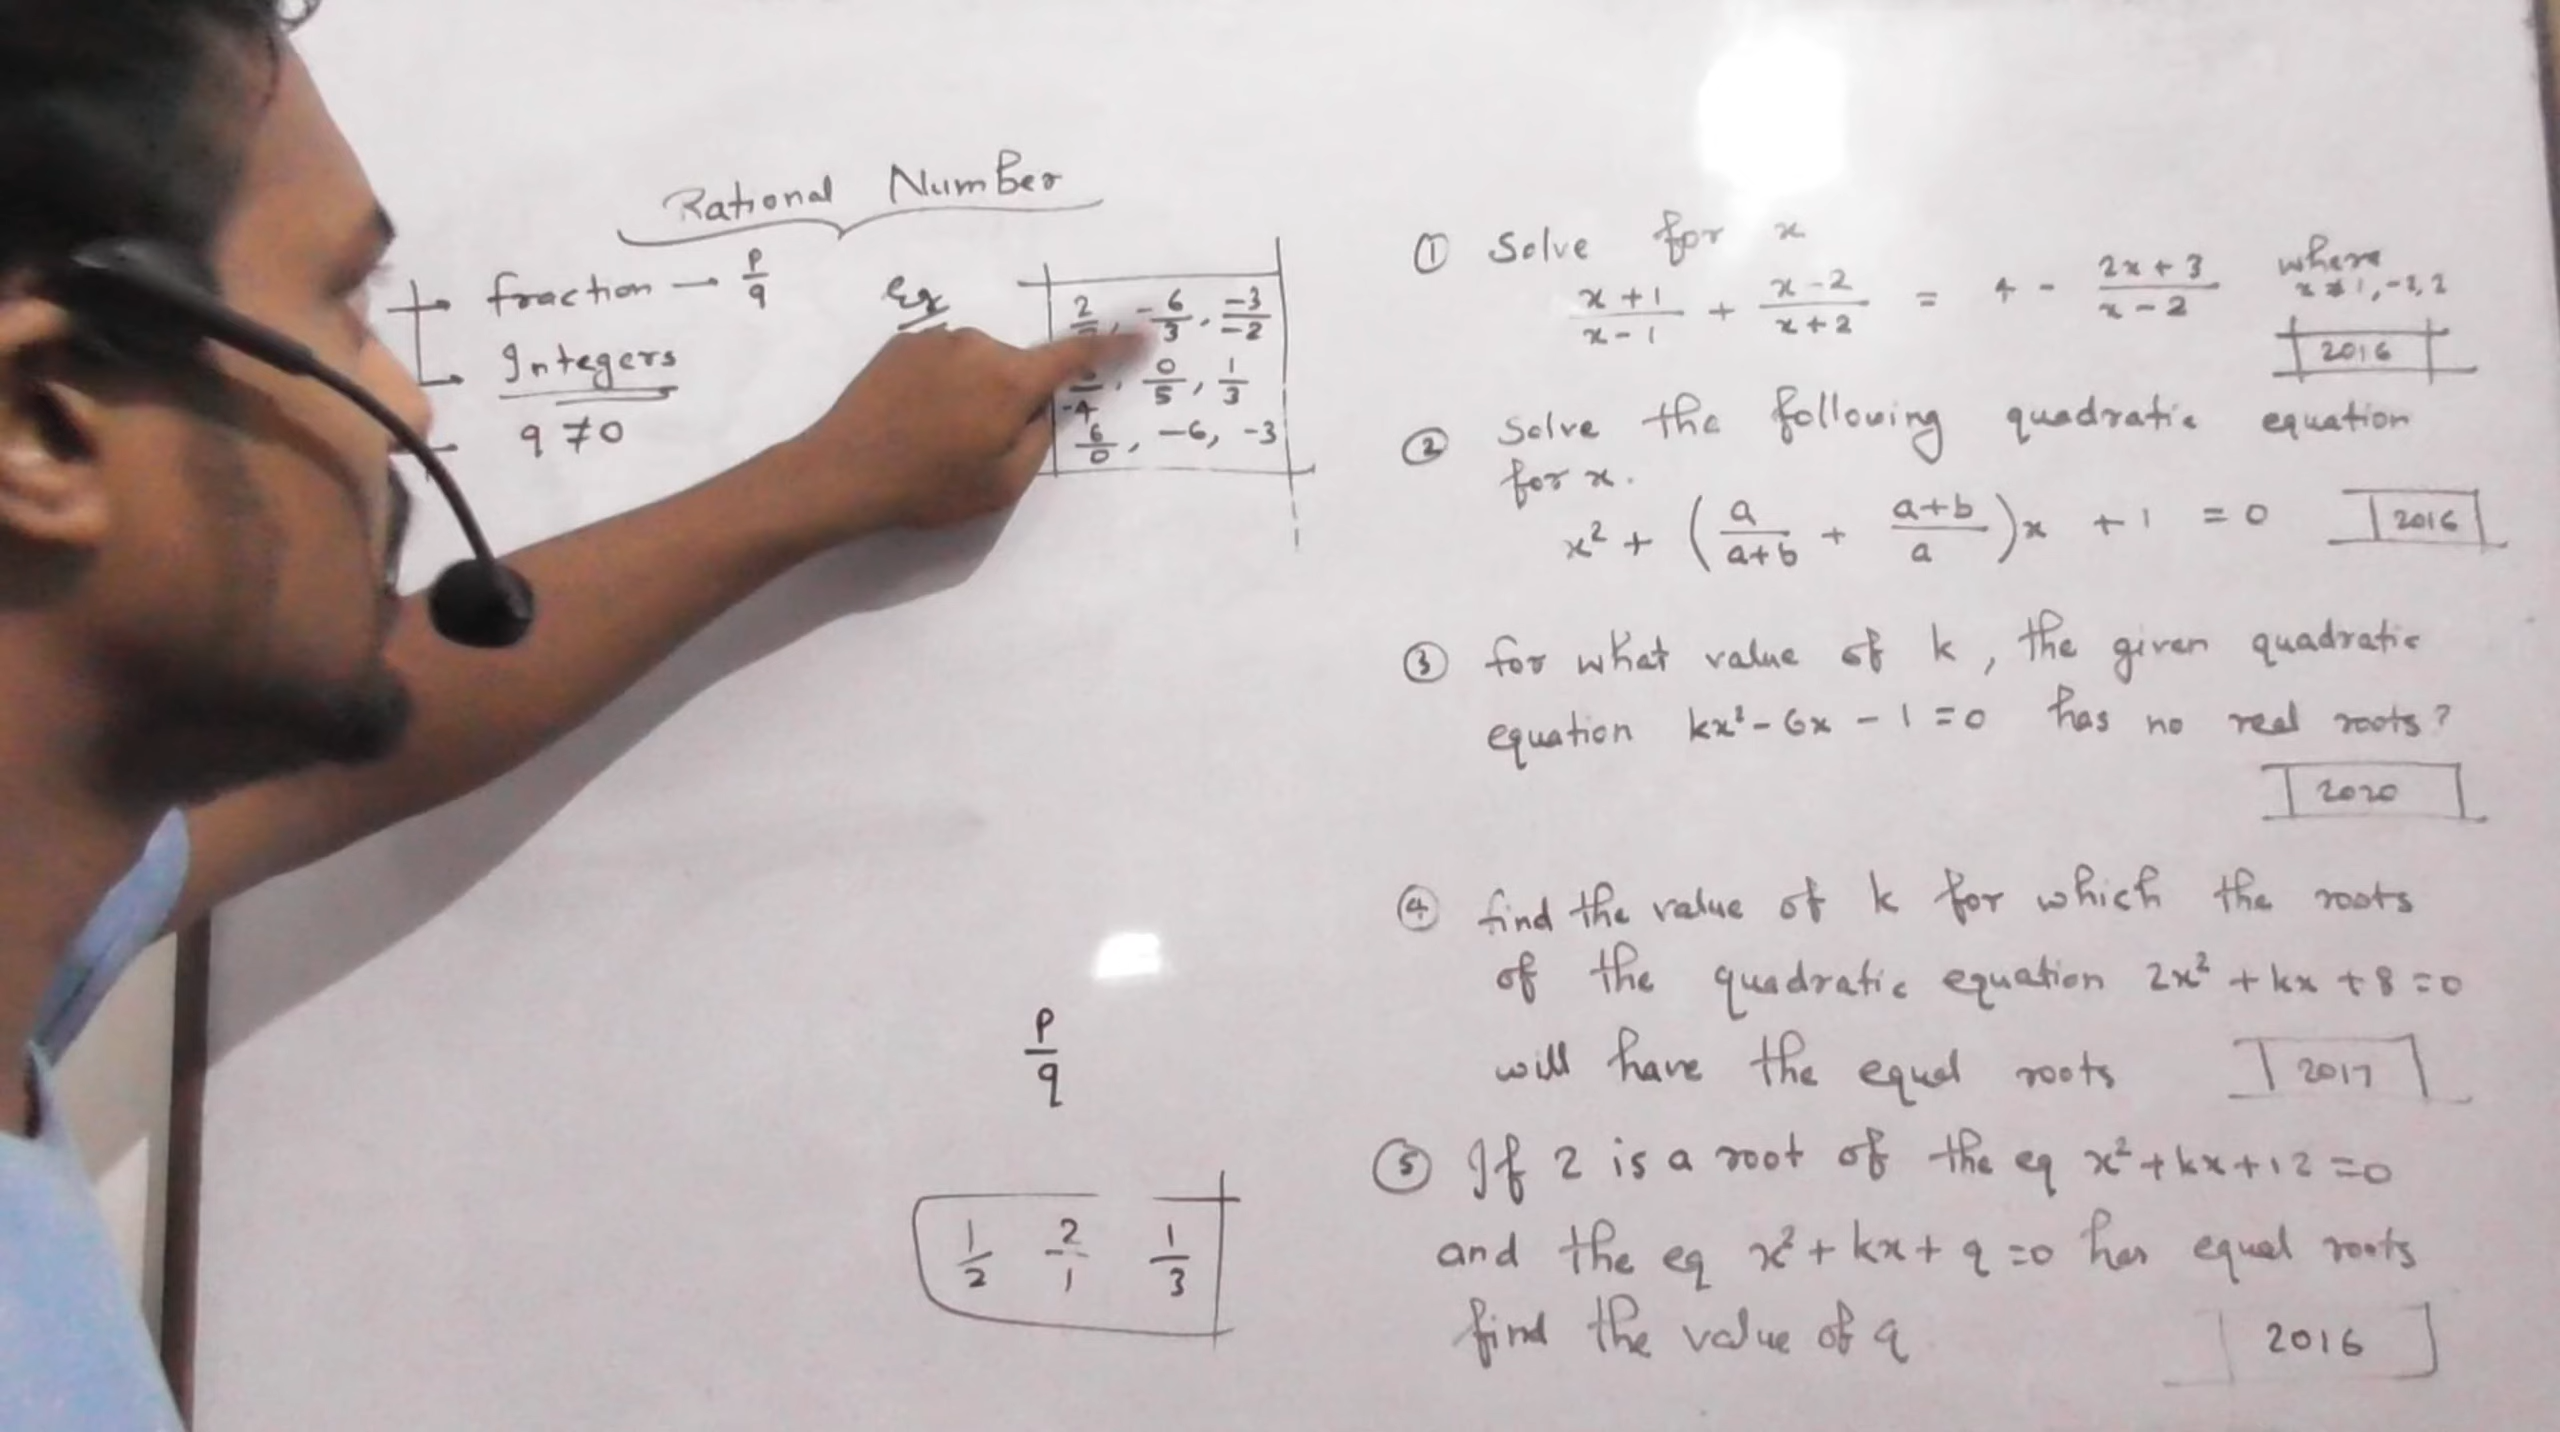 Rational Number
fraction → p/q
Integers
q ≠ 0
Ex
2/, -6/3, -3/-2
/-4, 0/5, 1/3
6/0, -6, -3
p/q
1/2 2/1 1/3
① Solve for x
x+1/x-1 + x-2/x+2 = 4 - 2x+3/x-2 where
x ≠ 1, -2, 2
2016
② Solve the following quadratic equation
for x.
x² + (a/a+b + a+b/a)x + 1 = 0 2016
③ for what value of k, the given quadratic
equation kx² - 6x - 1 = 0 has no real roots?
2020
④ find the value of k for which the roots
of the quadratic equation 2x² + kx + 8 = 0
will have the equal roots 2017
⑤ If 2 is a root of the eq x² + kx + 12 = 0
and the eq x² + kx + q = 0 has equal roots
find the value of q 2016